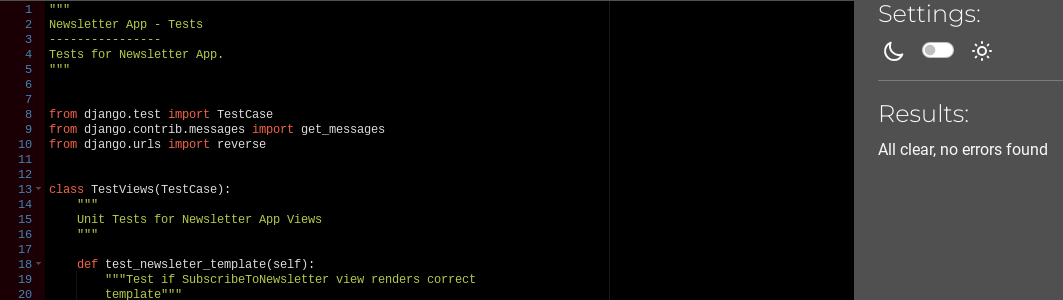 1 """
2 Newsletter App - Tests
3 ----------------
4 Tests for Newsletter App.
5 """
6
7
8 from django.test import TestCase
9 from django.contrib.messages import get_messages
10 from django.urls import reverse
11
12
13 class TestViews(TestCase):
14 """
15 Unit Tests for Newsletter App Views
16 """
17
18 def test_newsleter_template(self):
19 """Test if SubscribeToNewsletter view renders correct
20 template"""
Settings:
Results:
All clear, no errors found